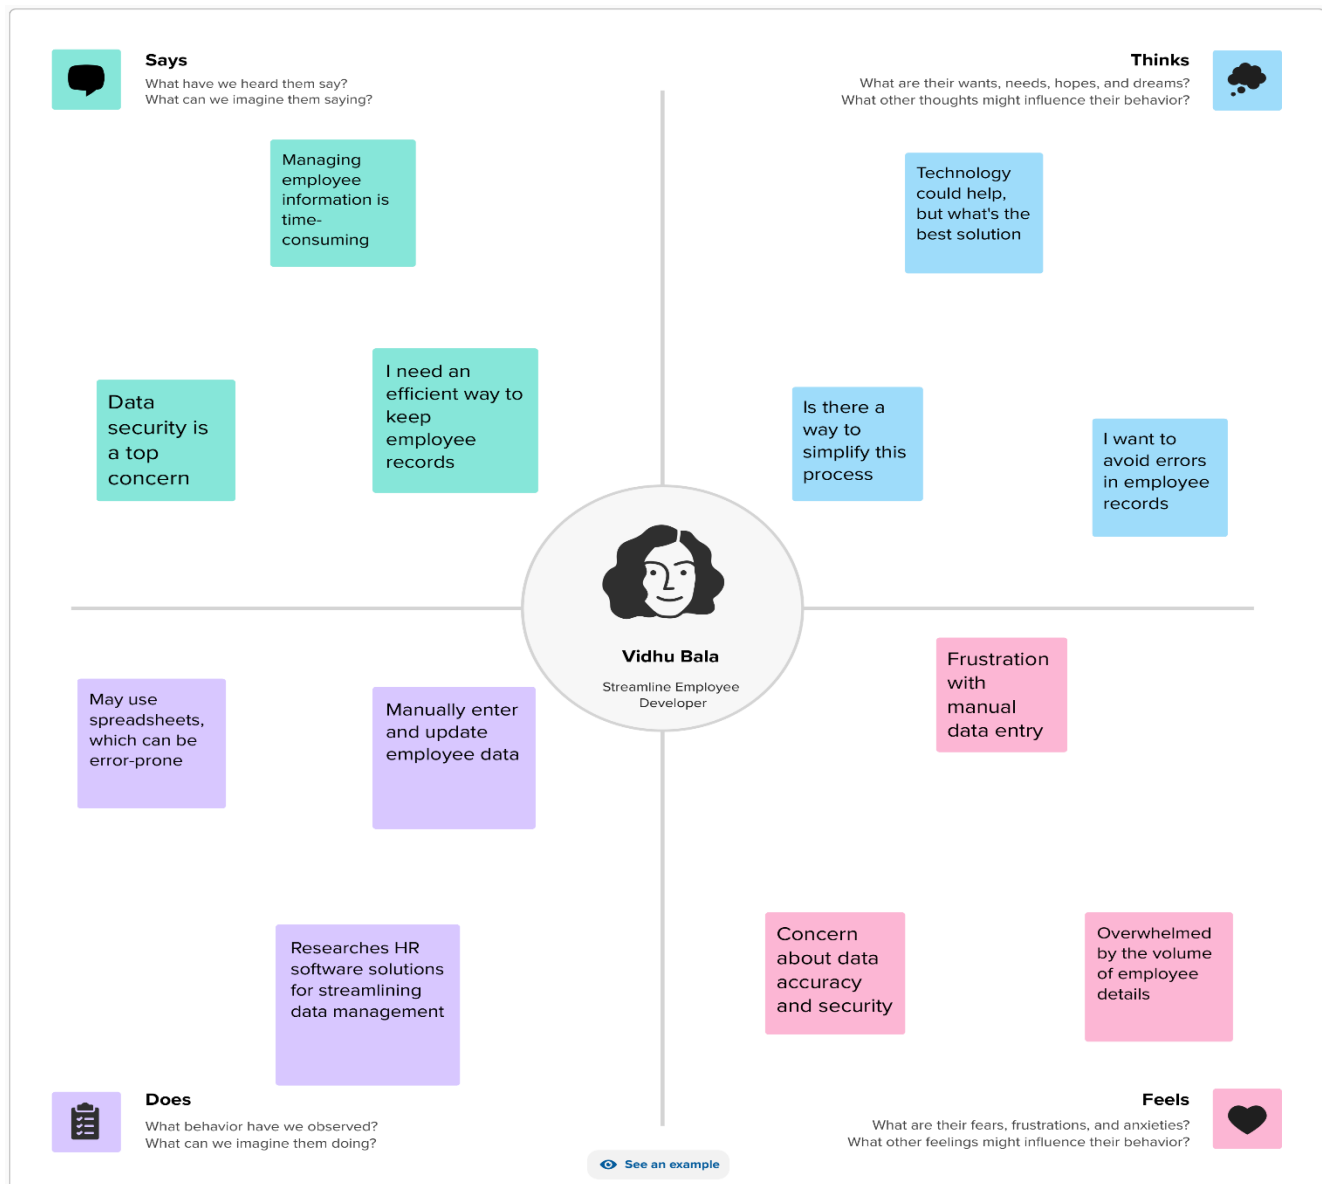 Says
What have we heard them say?
What can we imagine them saying?
Thinks
What are their wants, needs, hopes, and dreams?
What other thoughts might influence their behavior?
Managing
employee
information is
time-
consuming
Technology
could help,
but what's the
best solution
Data
security is
a top
concern
I need an
efficient way to
keep
employee
records
Is there a
way to
simplify this
process
I want to
avoid errors
in employee
records
Vidhu Bala
Streamline Employee
Developer
May use
spreadsheets,
which can be
error-prone
Manually enter
and update
employee data
Frustration
with
manual
data entry
Researches HR
software solutions
for streamlining
data management
Concern
about data
accuracy
and security
Overwhelmed
by the volume
of employee
details
Does
What behavior have we observed?
What can we imagine them doing?
Feels
What are their fears, frustrations, and anxieties?
What other feelings might influence their behavior?
See an example